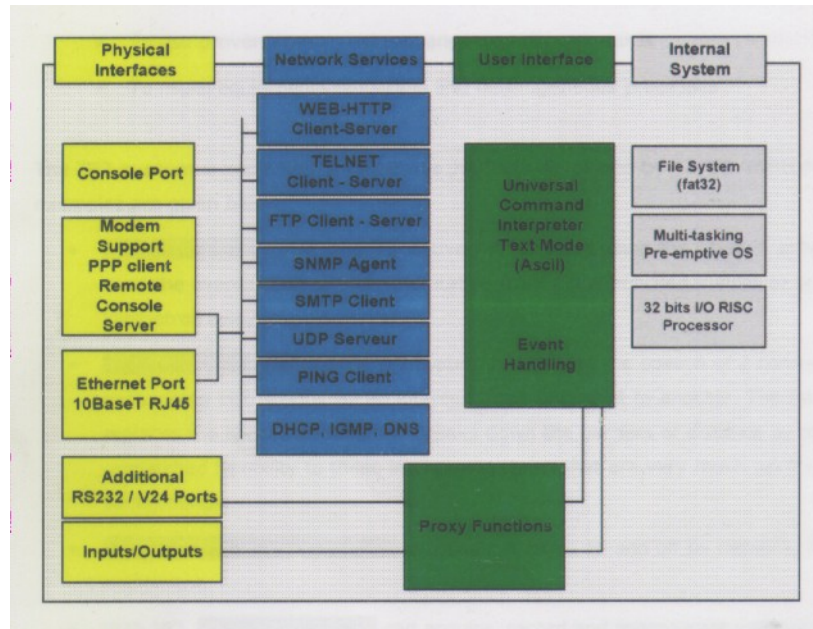 Physical
Interfaces
Network Services
User Interface
Internal
System
Console Port
Modem
Support
PPP client
Remote
Console
Server
Ethernet Port
10BaseT RJ45
Additional
RS232 / V24 Ports
Inputs/Outputs
WEB-HTTP
Client-Server
TELNET
Client - Server
FTP Client - Server
SNMP Agent
SMTP Client
UDP Serveur
PING Client
DHCP, IGMP, DNS
Universal
Command
Interpreter
Text Mode
(Ascil)
Event
Handling
Proxy Functions
File System
(fat32)
Multi-tasking
Pre-emptive OS
32 bits I/O RISC
Processor